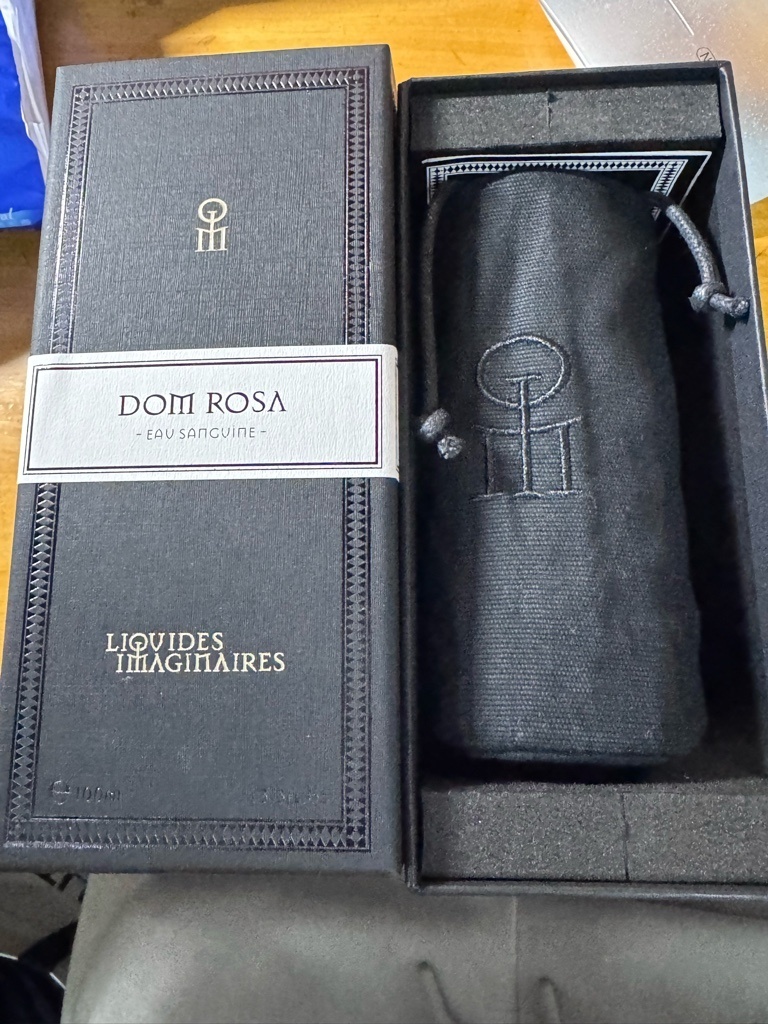 DOM ROSA
- EAU SANGUINE -
LIQUIDES
IMAGINAIRES
100ml